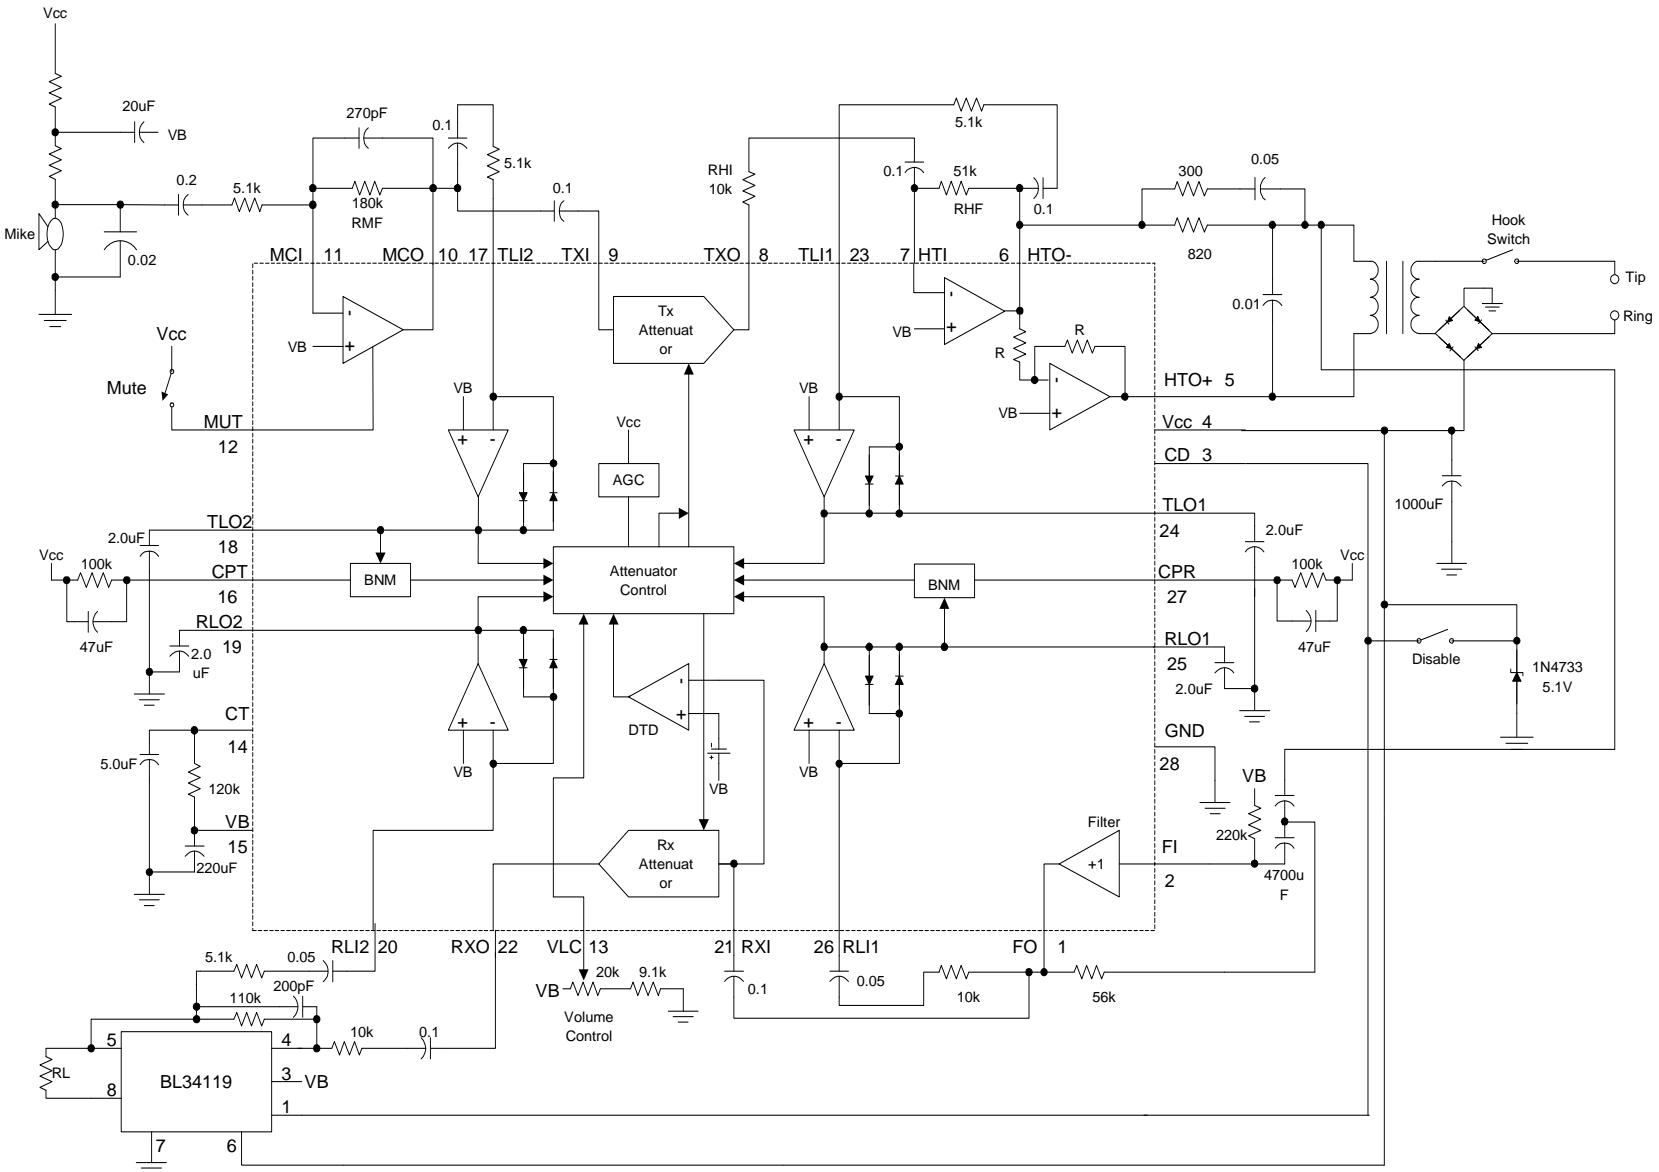 Vcc
20uF
VB
270pF
0.1
5.1k
5.1k
RHI
10k
0.1
51k
RHF
0.1
300
0.05
820
0.2
5.1k
180k
RMF
0.1
Mike
0.02
Hook
Switch
Tip
Ring
MCI 11
MCO 10
17 TLI2
TXI 9
TXO 8
TLI1 23
7 HTI
6 HTO-
0.01
-
VB
+
Tx
Attenuat
or
-
VB
+
R
R
-
VB
+
HTO+ 5
Vcc
Mute
MUT
12
VB
+ -
Vcc
AGC
VB
+ -
Vcc 4
CD 3
1000uF
TLO2
18
2.0uF
TLO1
24
2.0uF
Vcc
100k
CPT
16
47uF
BNM
Attenuator
Control
BNM
CPR
27
100k
Vcc
47uF
RLO2
19
2.0
uF
RLO1
25
2.0uF
Disable
1N4733
5.1V
CT
14
5.0uF
120k
VB
15
220uF
+ -
VB
-
+
DTD
- +
VB
+ -
VB
GND
28
VB
220k
Rx
Attenuat
or
Filter
+1
FI
2
4700u
F
RLI2 20
RXO 22
VLC 13
21 RXI
26 RLI1
FO 1
5.1k
0.05
200pF
110k
VB
20k
9.1k
Volume
Control
0.1
0.05
10k
56k
10k
0.1
RL
5
4
BL34119
3 VB
8
1
7
6